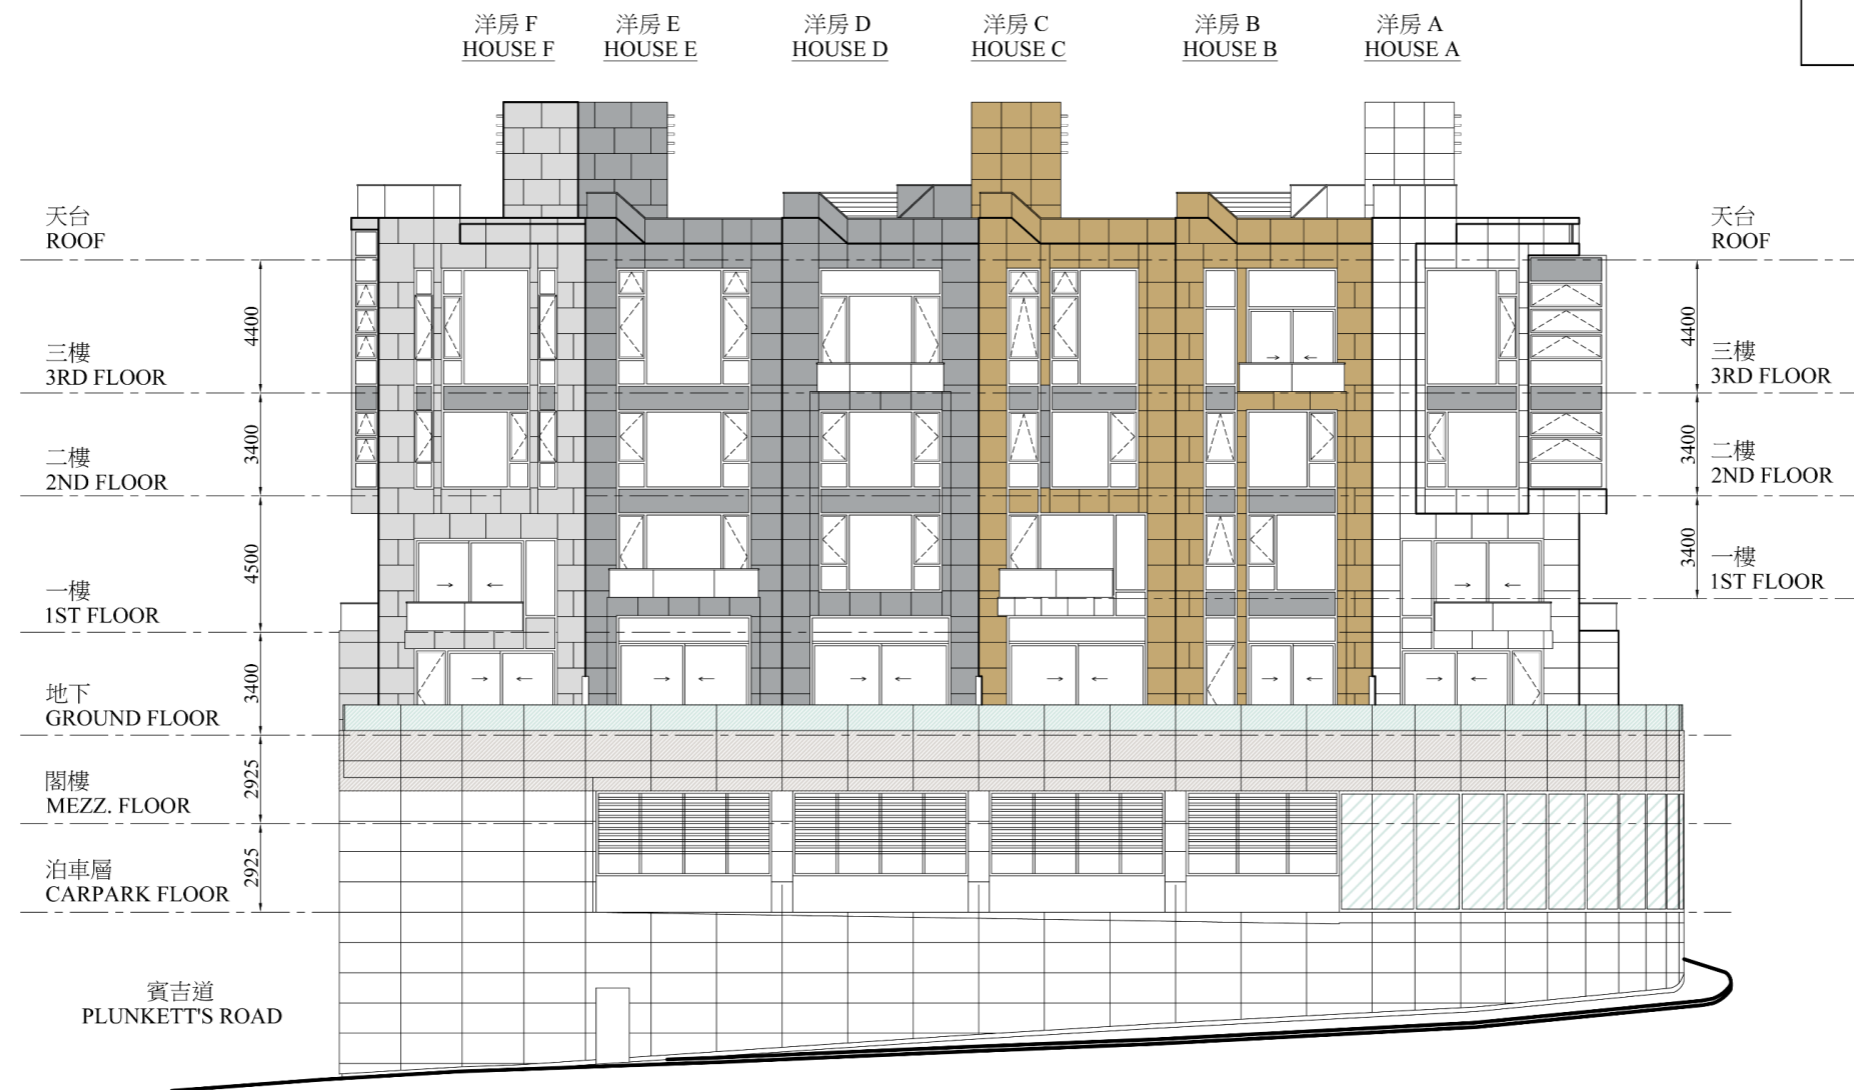 洋房 F
HOUSE F
洋房 E
HOUSE E
洋房 D
HOUSE D
洋房 C
HOUSE C
洋房 B
HOUSE B
洋房 A
HOUSE A
天台
ROOF
4400
三樓
3RD FLOOR
3400
二樓
2ND FLOOR
4500
一樓
1ST FLOOR
3400
地下
GROUND FLOOR
2925
閣樓
MEZZ. FLOOR
2925
泊車層
CARPARK FLOOR
賓吉道
PLUNKETT'S ROAD
天台
ROOF
4400
三樓
3RD FLOOR
3400
二樓
2ND FLOOR
3400
一樓
1ST FLOOR